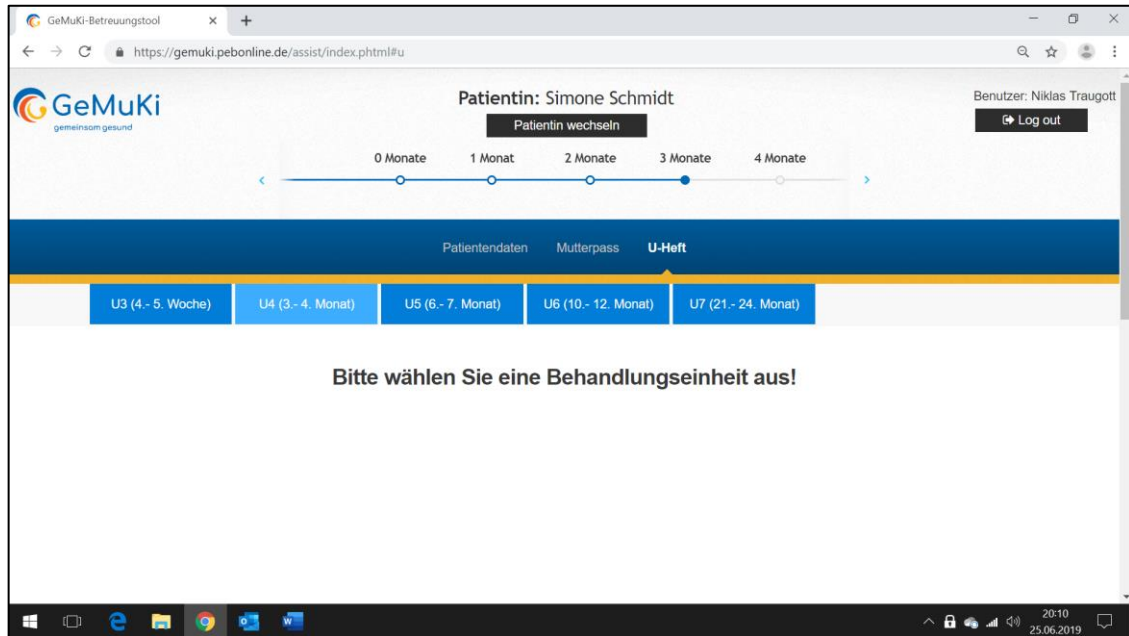 GeMuKi-Betreuungstool
https://gemuki.pebonline.de/assist/index.phtml#u
GeMuKi
gemeinsam gesund
Patientin: Simone Schmidt
Patientin wechseln
Benutzer: Niklas Traugott
Log out
0 Monate 1 Monat 2 Monate 3 Monate 4 Monate
Patientendaten Mutterpass U-Heft
U3 (4.- 5. Woche) U4 (3.- 4. Monat) U5 (6.- 7. Monat) U6 (10.- 12. Monat) U7 (21.- 24. Monat)
Bitte wählen Sie eine Behandlungseinheit aus!
20:10
25.06.2019